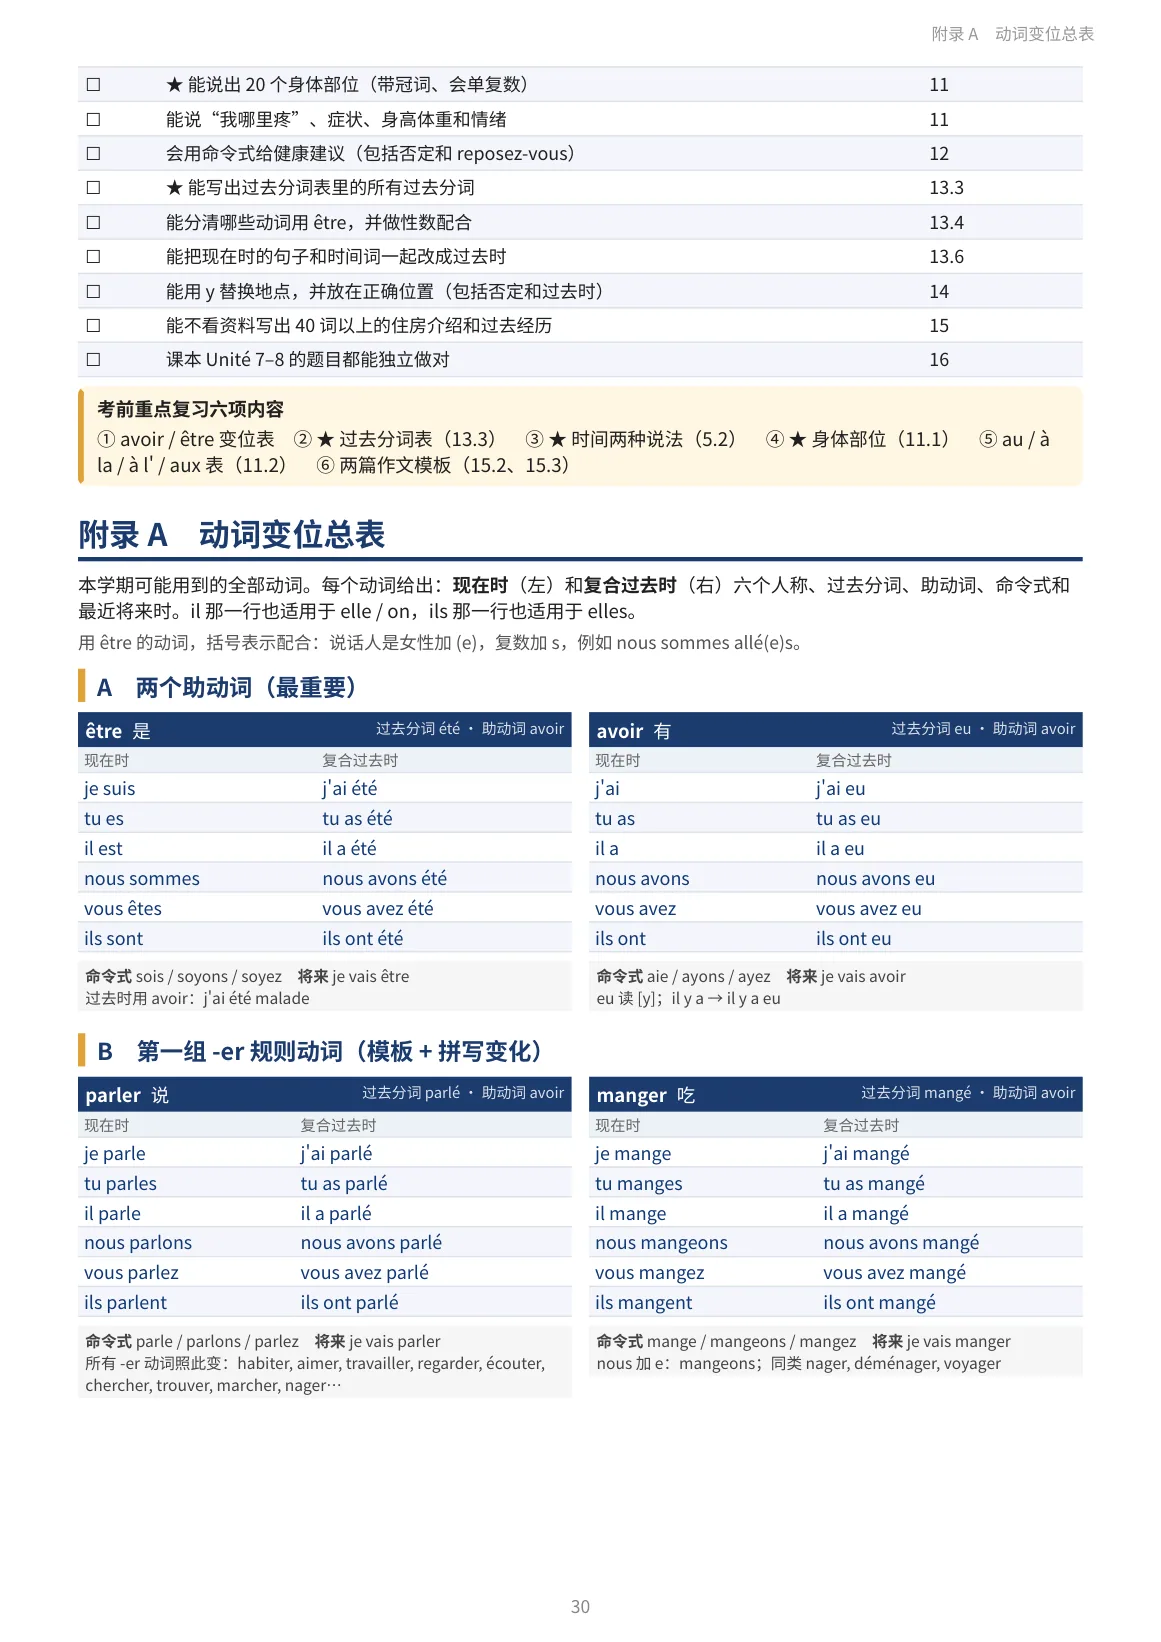 附录 A　动词变位总表
☐ ★ 能说出 20 个身体部位（带冠词、会单复数） 11
☐ 能说“我哪里疼”、症状、身高体重和情绪 11
☐ 会用命令式给健康建议（包括否定和 reposez-vous） 12
☐ ★ 能写出过去分词表里的所有过去分词 13.3
☐ 能分清哪些动词用 être，并做性数配合 13.4
☐ 能把现在时的句子和时间词一起改成过去时 13.6
☐ 能用 y 替换地点，并放在正确位置（包括否定和过去时） 14
☐ 能不看资料写出 40 词以上的住房介绍和过去经历 15
☐ 课本 Unité 7–8 的题目都能独立做对 16
考前重点复习六项内容
① avoir / être 变位表　② ★ 过去分词表（13.3）　③ ★ 时间两种说法（5.2）　④ ★ 身体部位（11.1）　⑤ au / à
la / à l' / aux 表（11.2）　⑥ 两篇作文模板（15.2、15.3）
附录 A　动词变位总表
本学期可能用到的全部动词。每个动词给出：现在时（左）和复合过去时（右）六个人称、过去分词、助动词、命令式和
最近将来时。il 那一行也适用于 elle / on，ils 那一行也适用于 elles。
用 être 的动词，括号表示配合：说话人是女性加 (e)，复数加 s，例如 nous sommes allé(e)s。
A　两个助动词（最重要）
être 是 过去分词 été · 助动词 avoir
现在时 复合过去时
je suis j'ai été
tu es tu as été
il est il a été
nous sommes nous avons été
vous êtes vous avez été
ils sont ils ont été
命令式 sois / soyons / soyez　将来 je vais être
过去时用 avoir：j'ai été malade
avoir 有 过去分词 eu · 助动词 avoir
现在时 复合过去时
j'ai j'ai eu
tu as tu as eu
il a il a eu
nous avons nous avons eu
vous avez vous avez eu
ils ont ils ont eu
命令式 aie / ayons / ayez　将来 je vais avoir
eu 读 [y]；il y a → il y a eu
B　第一组 -er 规则动词（模板 + 拼写变化）
parler 说 过去分词 parlé · 助动词 avoir
现在时 复合过去时
je parle j'ai parlé
tu parles tu as parlé
il parle il a parlé
nous parlons nous avons parlé
vous parlez vous avez parlé
ils parlent ils ont parlé
命令式 parle / parlons / parlez　将来 je vais parler
所有 -er 动词照此变：habiter, aimer, travailler, regarder, écouter,
chercher, trouver, marcher, nager…
manger 吃 过去分词 mangé · 助动词 avoir
现在时 复合过去时
je mange j'ai mangé
tu manges tu as mangé
il mange il a mangé
nous mangeons nous avons mangé
vous mangez vous avez mangé
ils mangent ils ont mangé
命令式 mange / mangeons / mangez　将来 je vais manger
nous 加 e：mangeons；同类 nager, déménager, voyager
30